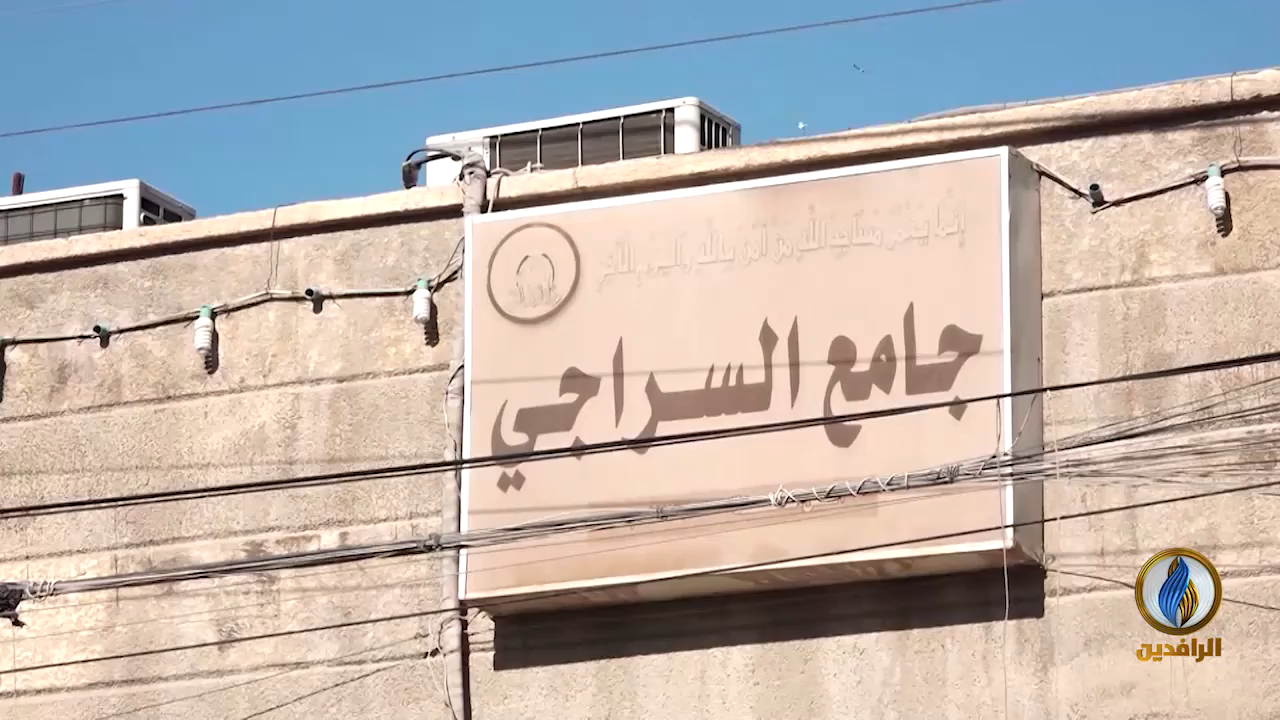 إنما يعمر مساجد الله من آمن بالله واليوم الآخر
جامع السراجي
الرافدين